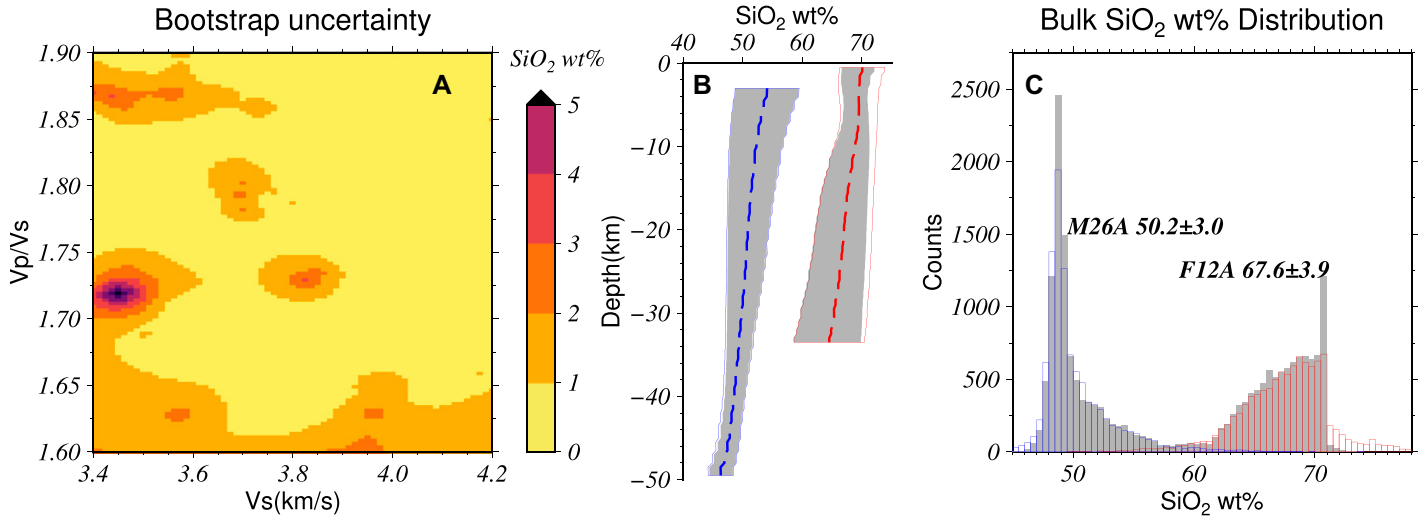 Bootstrap uncertainty
A
1.90
1.85
1.80
1.75
1.70
1.65
1.60
Vp/Vs
3.4 3.6 3.8 4.0 4.2
Vs(km/s)
SiO2 wt%
5
4
3
2
1
0
SiO2 wt%
40 50 60 70
B
0
−10
−20
−30
−40
−50
Depth(km)
Bulk SiO2 wt% Distribution
C
2500
2000
1500
1000
500
0
Counts
M26A 50.2±3.0
F12A 67.6±3.9
50 60 70
SiO2 wt%